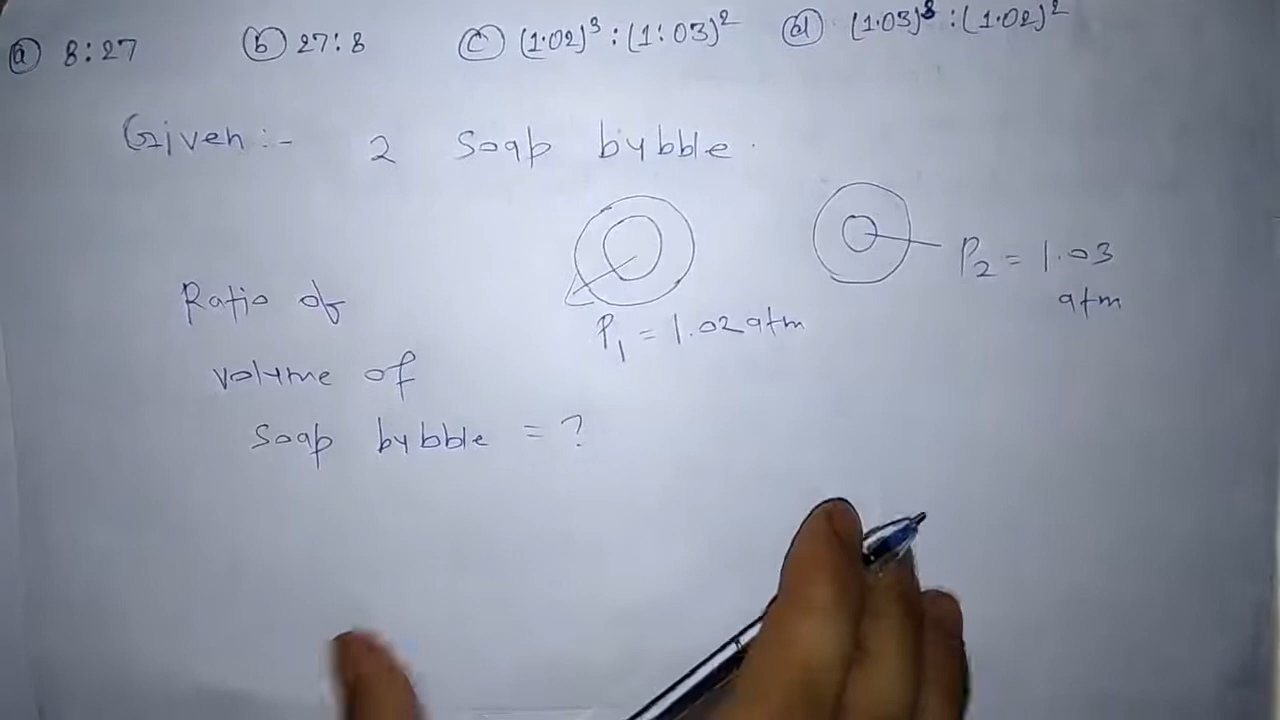 ⓐ 8:27 ⓑ 27:8 ⓒ (1.02)³ : (1:03)² ⓓ (1.03)³ : (1.02)²
Given :- 2 Soap bubble.
P₂ = 1.03
atm
Ratio of
P₁ = 1.02 atm
volume of
Soap bubble = ?